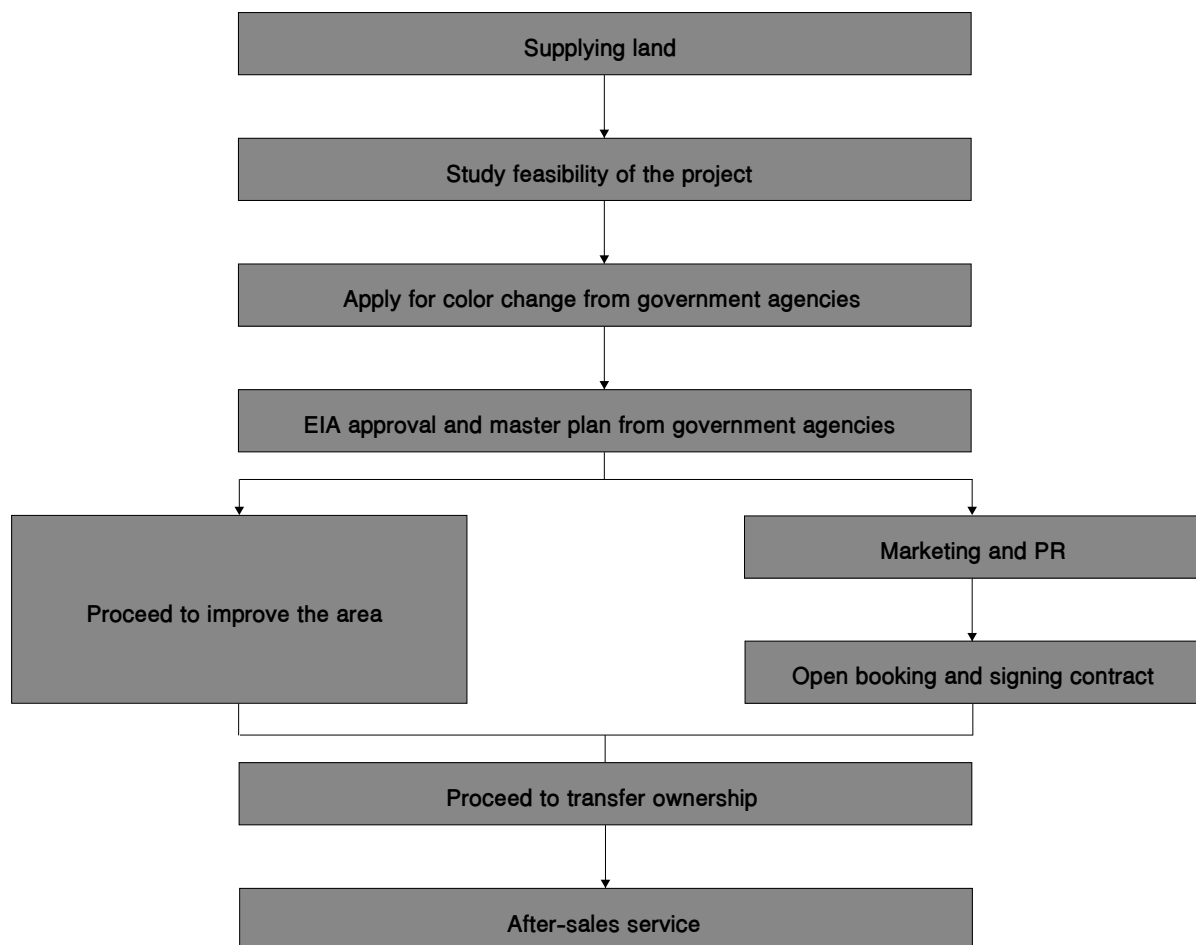 Supplying land
Study feasibility of the project
Apply for color change from government agencies
EIA approval and master plan from government agencies
Proceed to improve the area
Marketing and PR
Open booking and signing contract
Proceed to transfer ownership
After-sales service